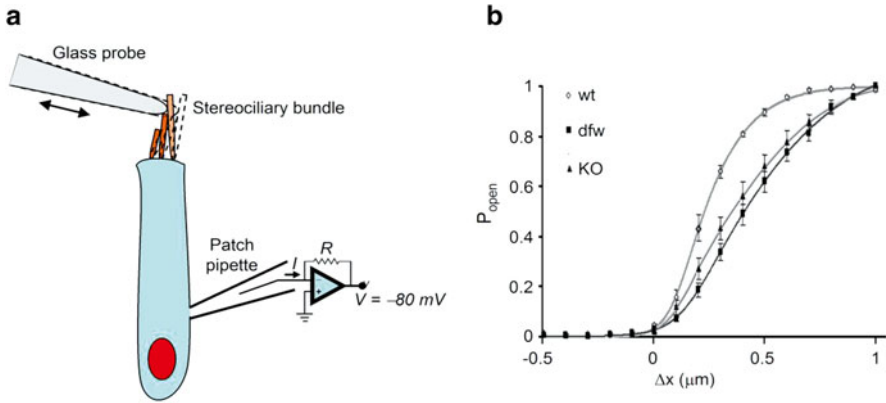 a
Glass probe
Stereociliary bundle
Patch
pipette
I
R
+
V = –80 mV
b
1
0.8
0.6
0.4
0.2
0
P open
wt
dfw
KO
-0.5
0
0.5
1
Δx (μm)